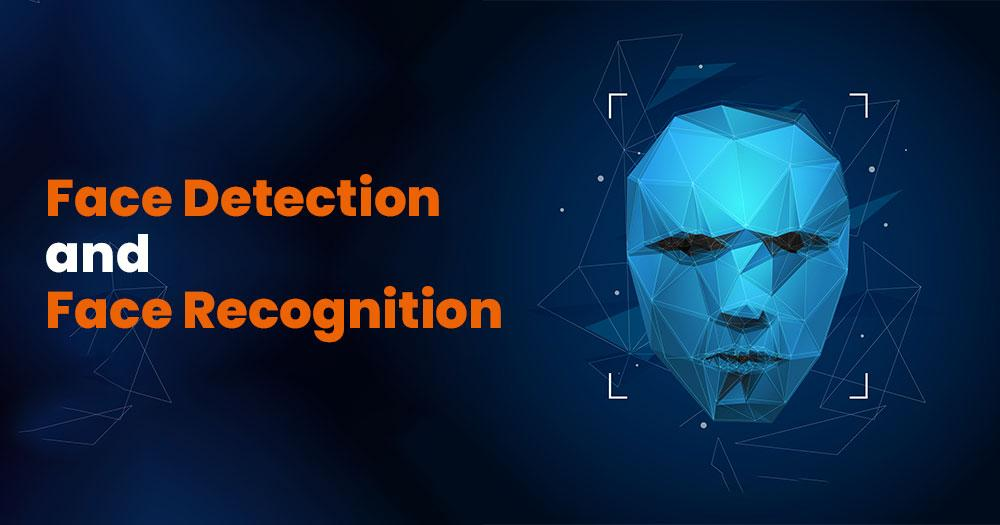 Face Detection
and
Face Recognition